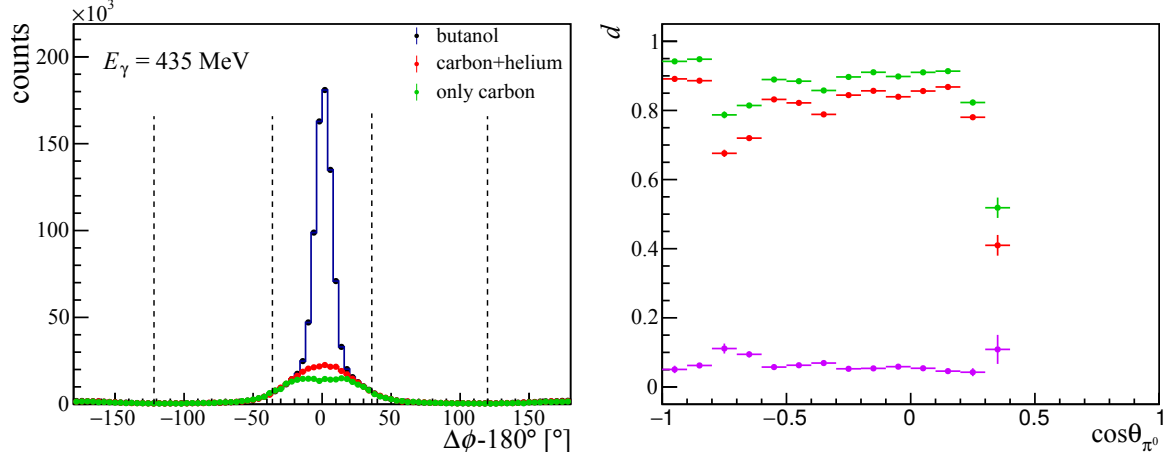 ×10³
counts
200
150
100
50
0
−150 −100 −50 0 50 100 150
Δϕ-180° [°]
E_γ = 435 MeV
butanol
carbon+helium
only carbon
d
1
0.8
0.6
0.4
0.2
0
−1 −0.5 0 0.5 1
cosθ_π⁰